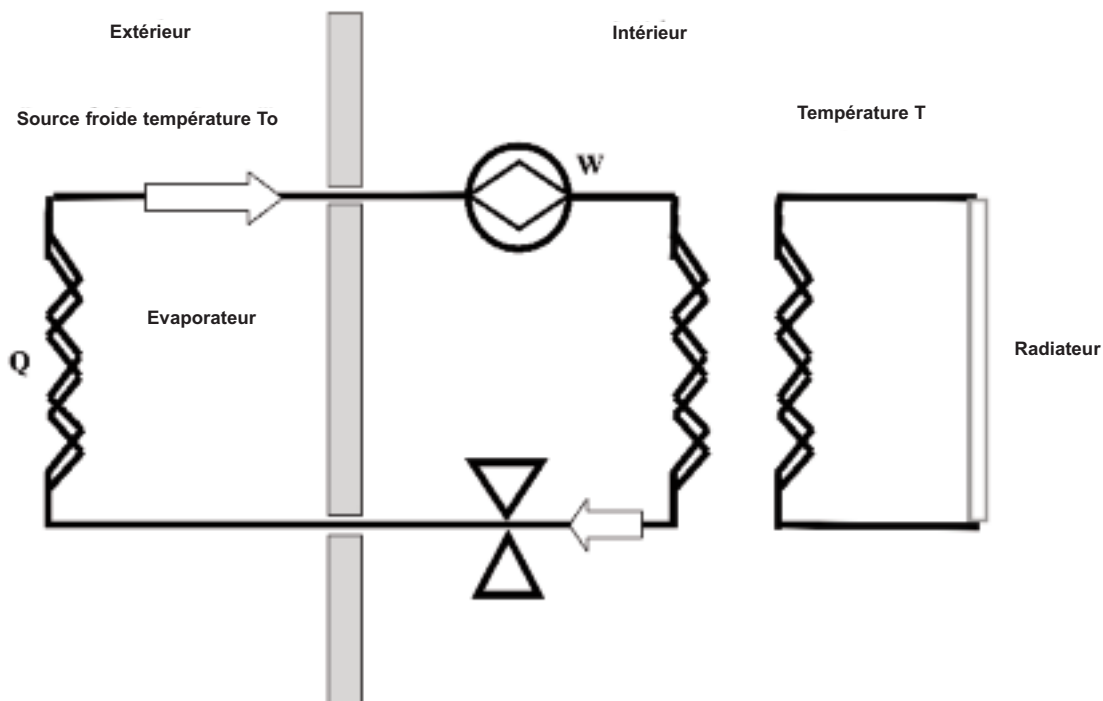 Extérieur
Intérieur
Source froide température To
Température T
W
Evaporateur
Q
Radiateur